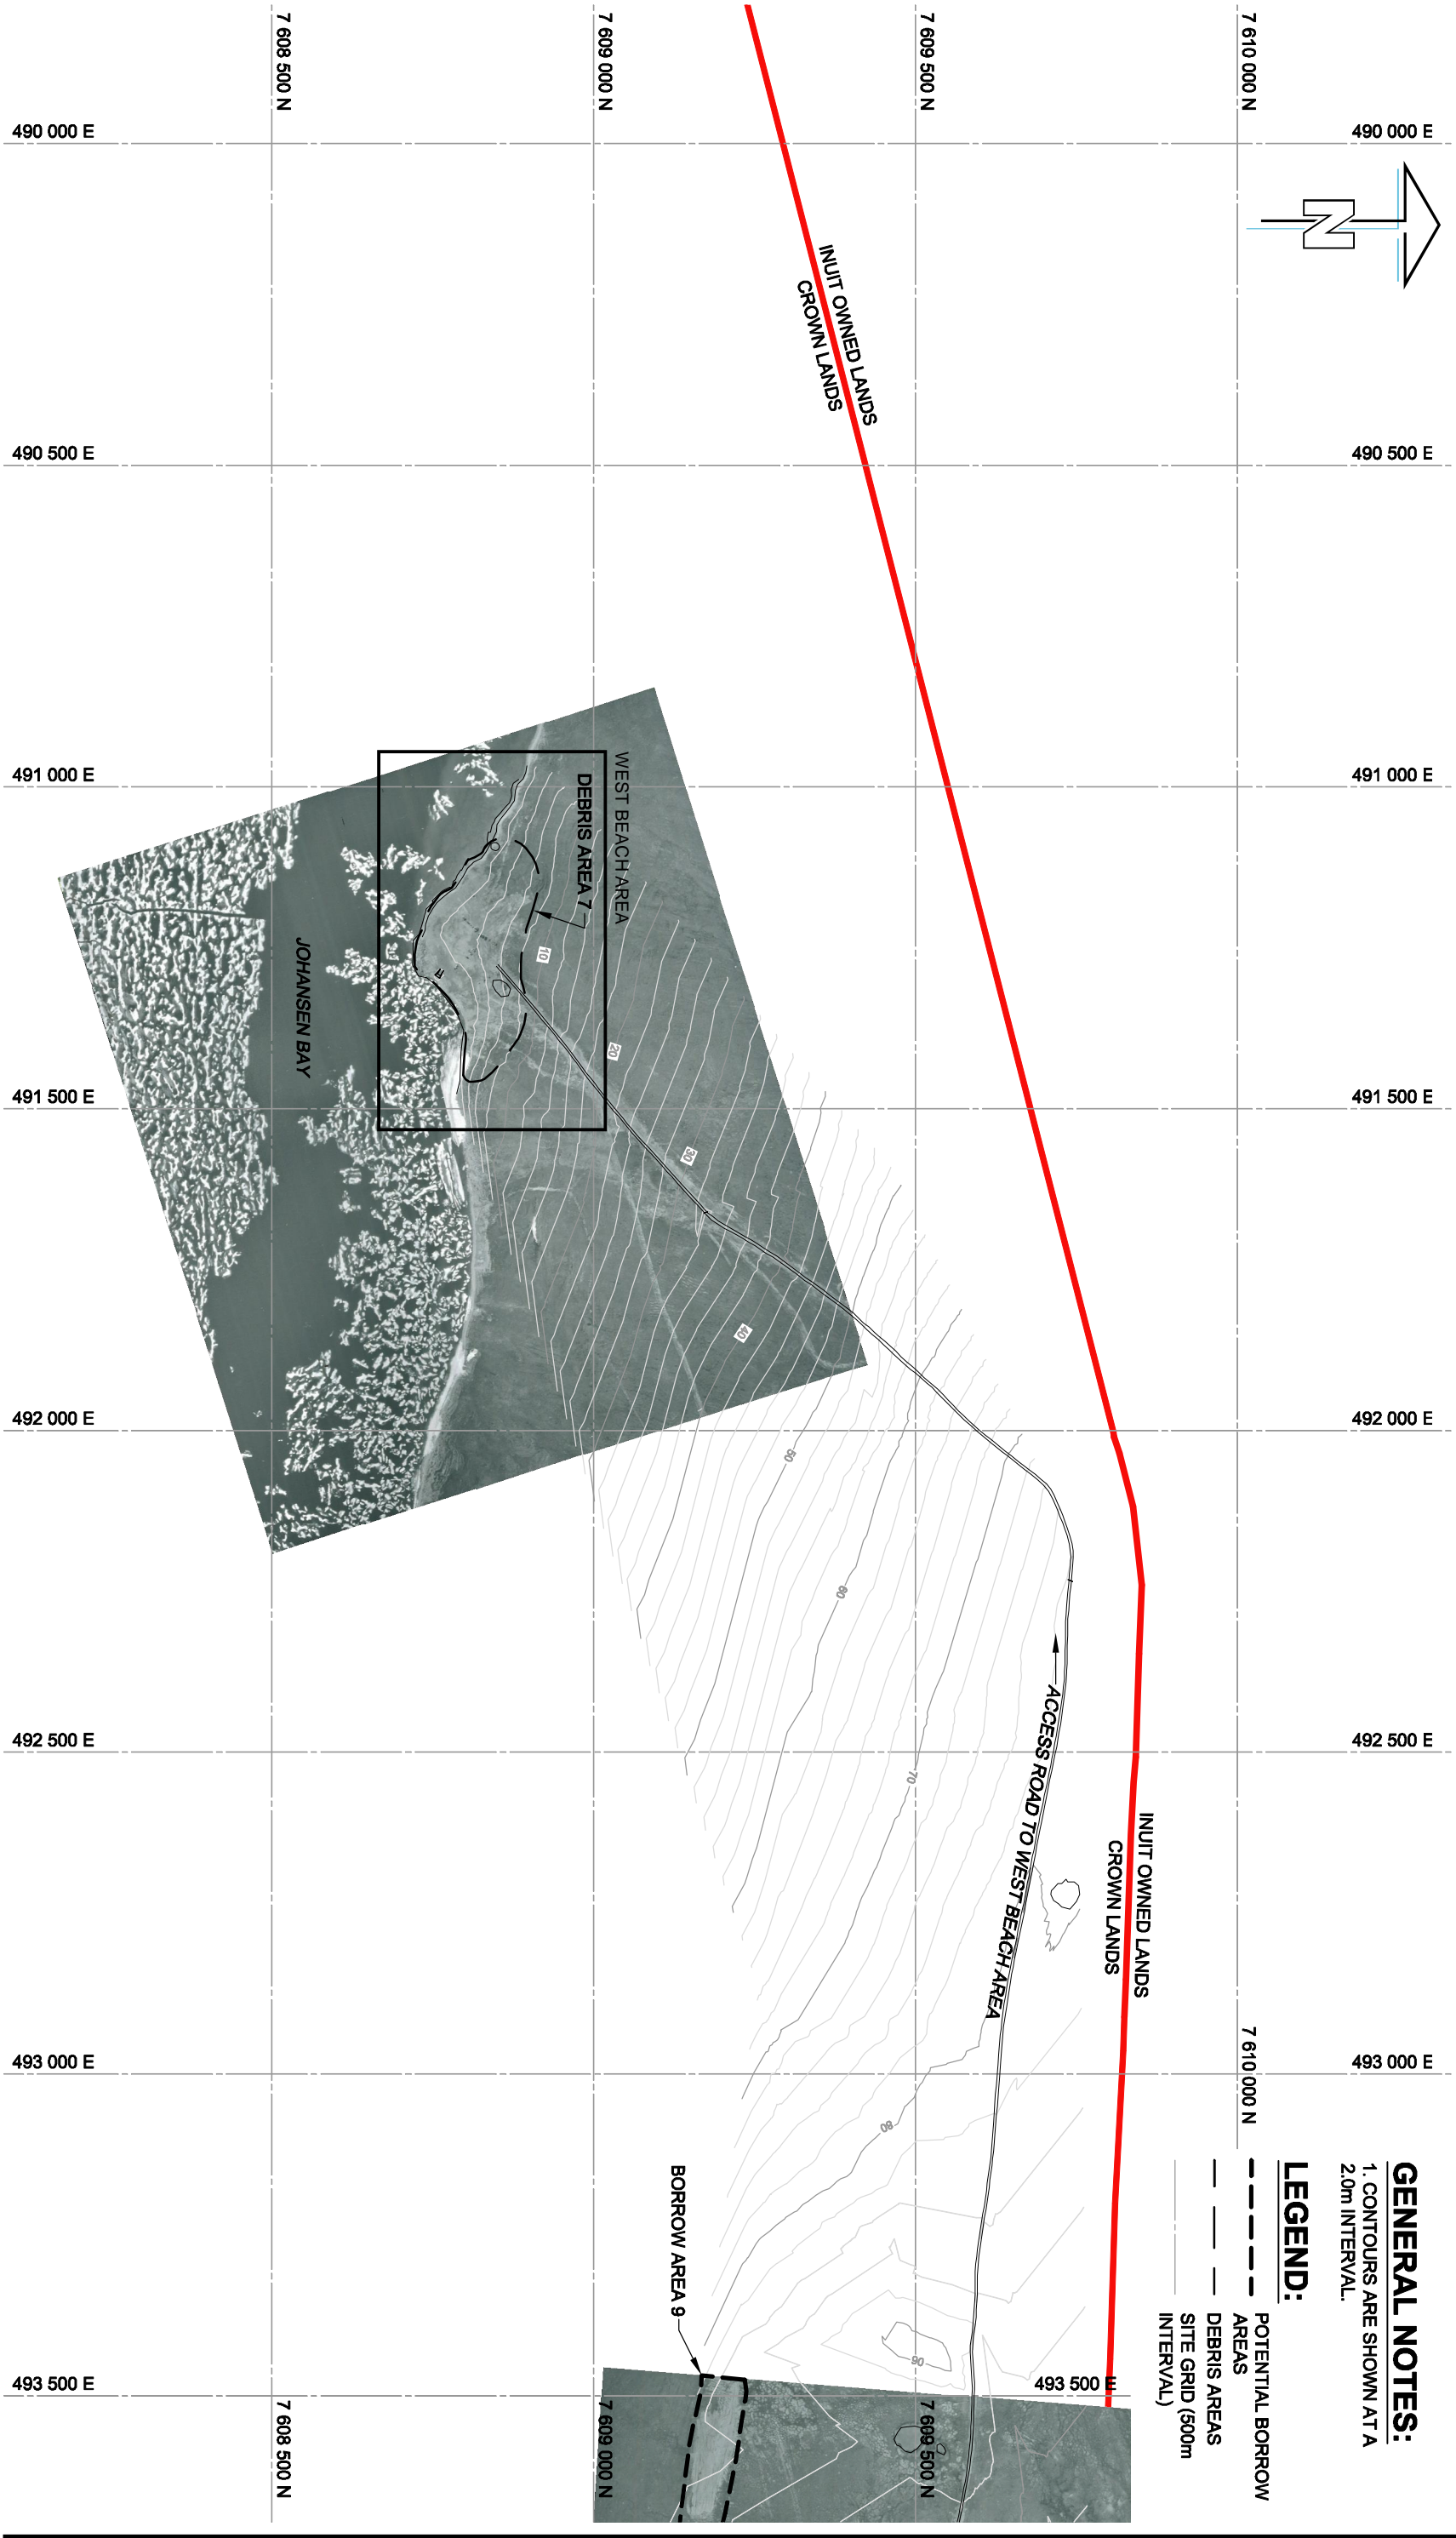 7 608 500 N
7 609 000 N
7 609 500 N
7 610 000 N
490 000 E
490 000 E
N
INUIT OWNED LANDS
CROWN LANDS
490 500 E
490 500 E
WEST BEACH AREA
DEBRIS AREA 7
491 000 E
491 000 E
10
JOHANSEN BAY
20
491 500 E
491 500 E
30
40
492 000 E
492 000 E
50
60
ACCESS ROAD TO WEST BEACH AREA
492 500 E
492 500 E
70
INUIT OWNED LANDS
CROWN LANDS
493 000 E
493 000 E
7 610 000 N
80
BORROW AREA 9
90
GENERAL NOTES:
1. CONTOURS ARE SHOWN AT A
2.0m INTERVAL.
LEGEND:
POTENTIAL BORROW
AREAS
DEBRIS AREAS
SITE GRID (500m
INTERVAL)
493 500 E
493 500 E
493 500 E
7 608 500 N
7 609 000 N
7 609 500 N